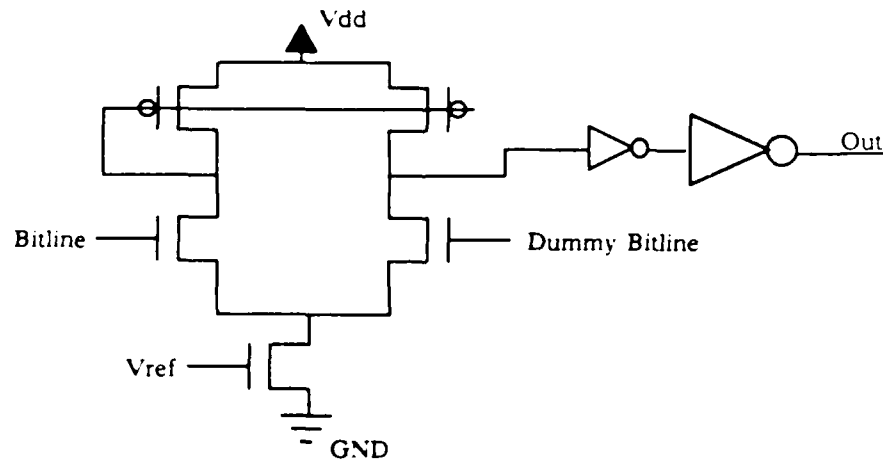 Vdd
Out
Bitline
Dummy Bitline
Vref
GND